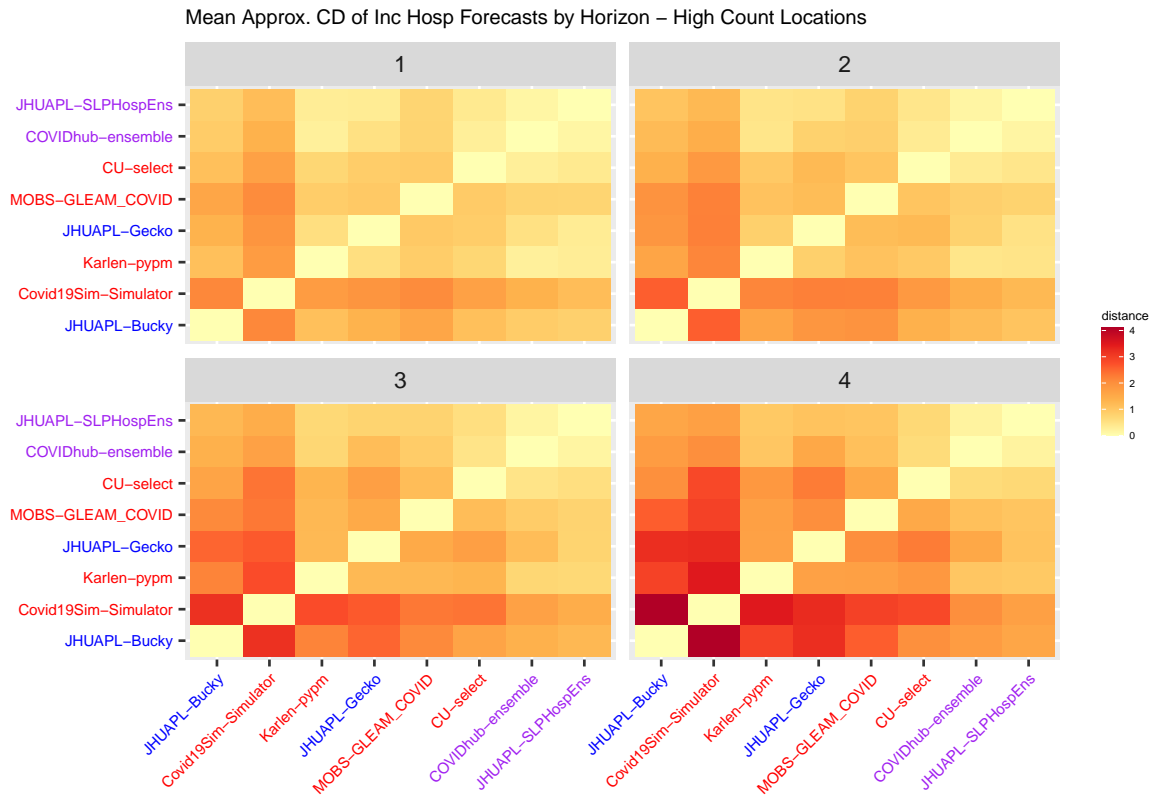 Mean Approx. CD of Inc Hosp Forecasts by Horizon − High Count Locations
1
2
JHUAPL−SLPHospEns
COVIDhub−ensemble
CU−select
MOBS−GLEAM_COVID
JHUAPL−Gecko
Karlen−pypm
Covid19Sim−Simulator
JHUAPL−Bucky
3
4
JHUAPL−SLPHospEns
COVIDhub−ensemble
CU−select
MOBS−GLEAM_COVID
JHUAPL−Gecko
Karlen−pypm
Covid19Sim−Simulator
JHUAPL−Bucky
JHUAPL−Bucky
Covid19Sim−Simulator
Karlen−pypm
JHUAPL−Gecko
MOBS−GLEAM_COVID
CU−select
COVIDhub−ensemble
JHUAPL−SLPHospEns
JHUAPL−Bucky
Covid19Sim−Simulator
Karlen−pypm
JHUAPL−Gecko
MOBS−GLEAM_COVID
CU−select
COVIDhub−ensemble
JHUAPL−SLPHospEns
distance
4
3
2
1
0